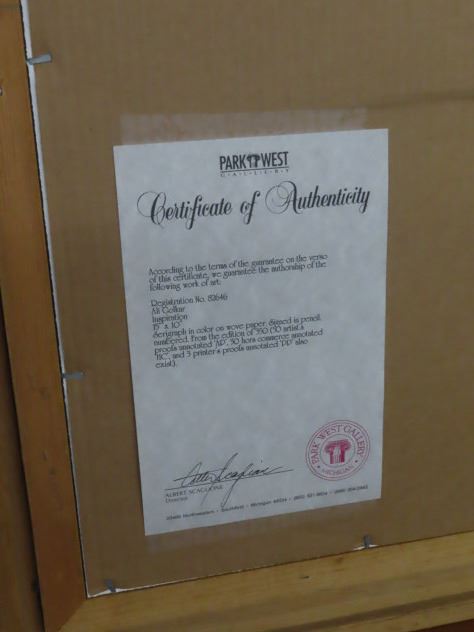 PARK WEST
GALLERY
Certificate of Authenticity
According to the terms of the guarantee on the verso
of this certificate, we guarantee the authorship of the
following work of art:
Registration No. 82646
Ali Golkar
Inspiration
15" x 10"
Serigraph in color on wove paper. Signed in pencil,
numbered. From the edition of 350 (30 artist's
proofs annotated 'AP', 30 hors commerce annotated
'HC', and 5 printer's proofs annotated 'PP' also
exist).
PARK WEST GALLERY
• MICHIGAN •
ALBERT SCAGLIONE
Director
Northwestern • Southfield • Michigan 48034 •